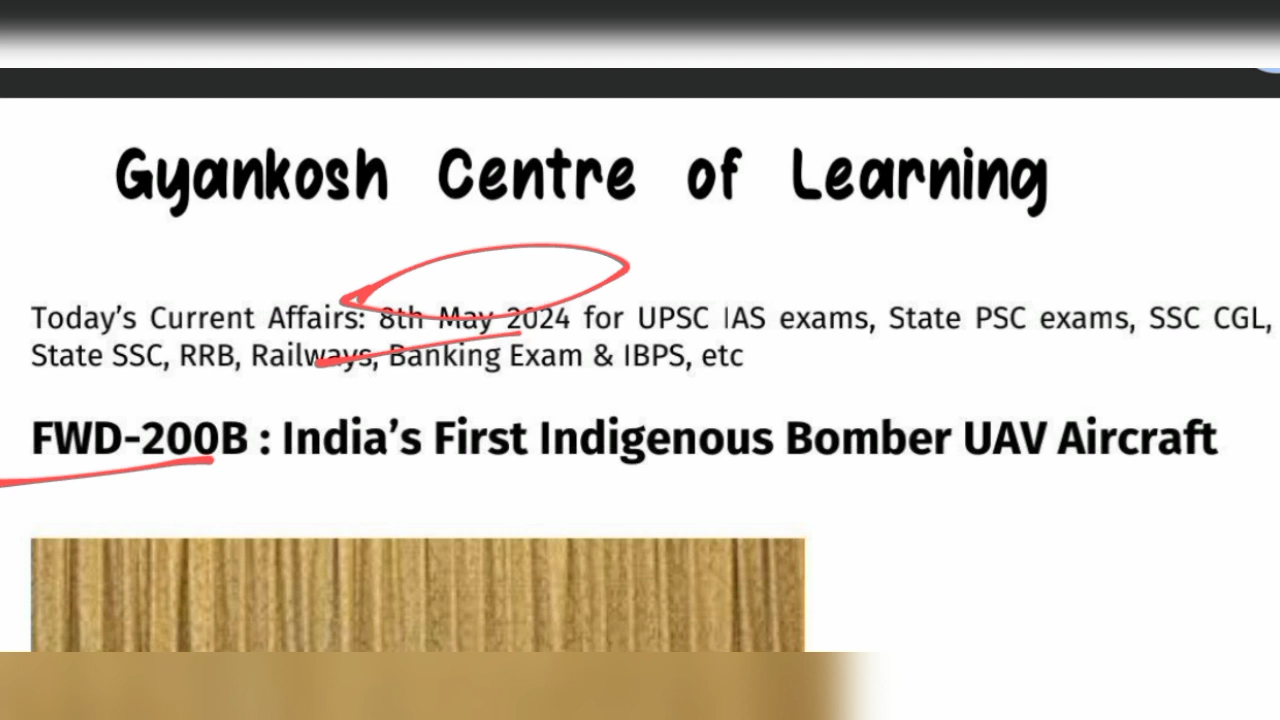 Gyankosh Centre of Learning
Today’s Current Affairs: 8th May 2024 for UPSC IAS exams, State PSC exams, SSC CGL,
State SSC, RRB, Railways, Banking Exam & IBPS, etc
FWD-200B : India’s First Indigenous Bomber UAV Aircraft